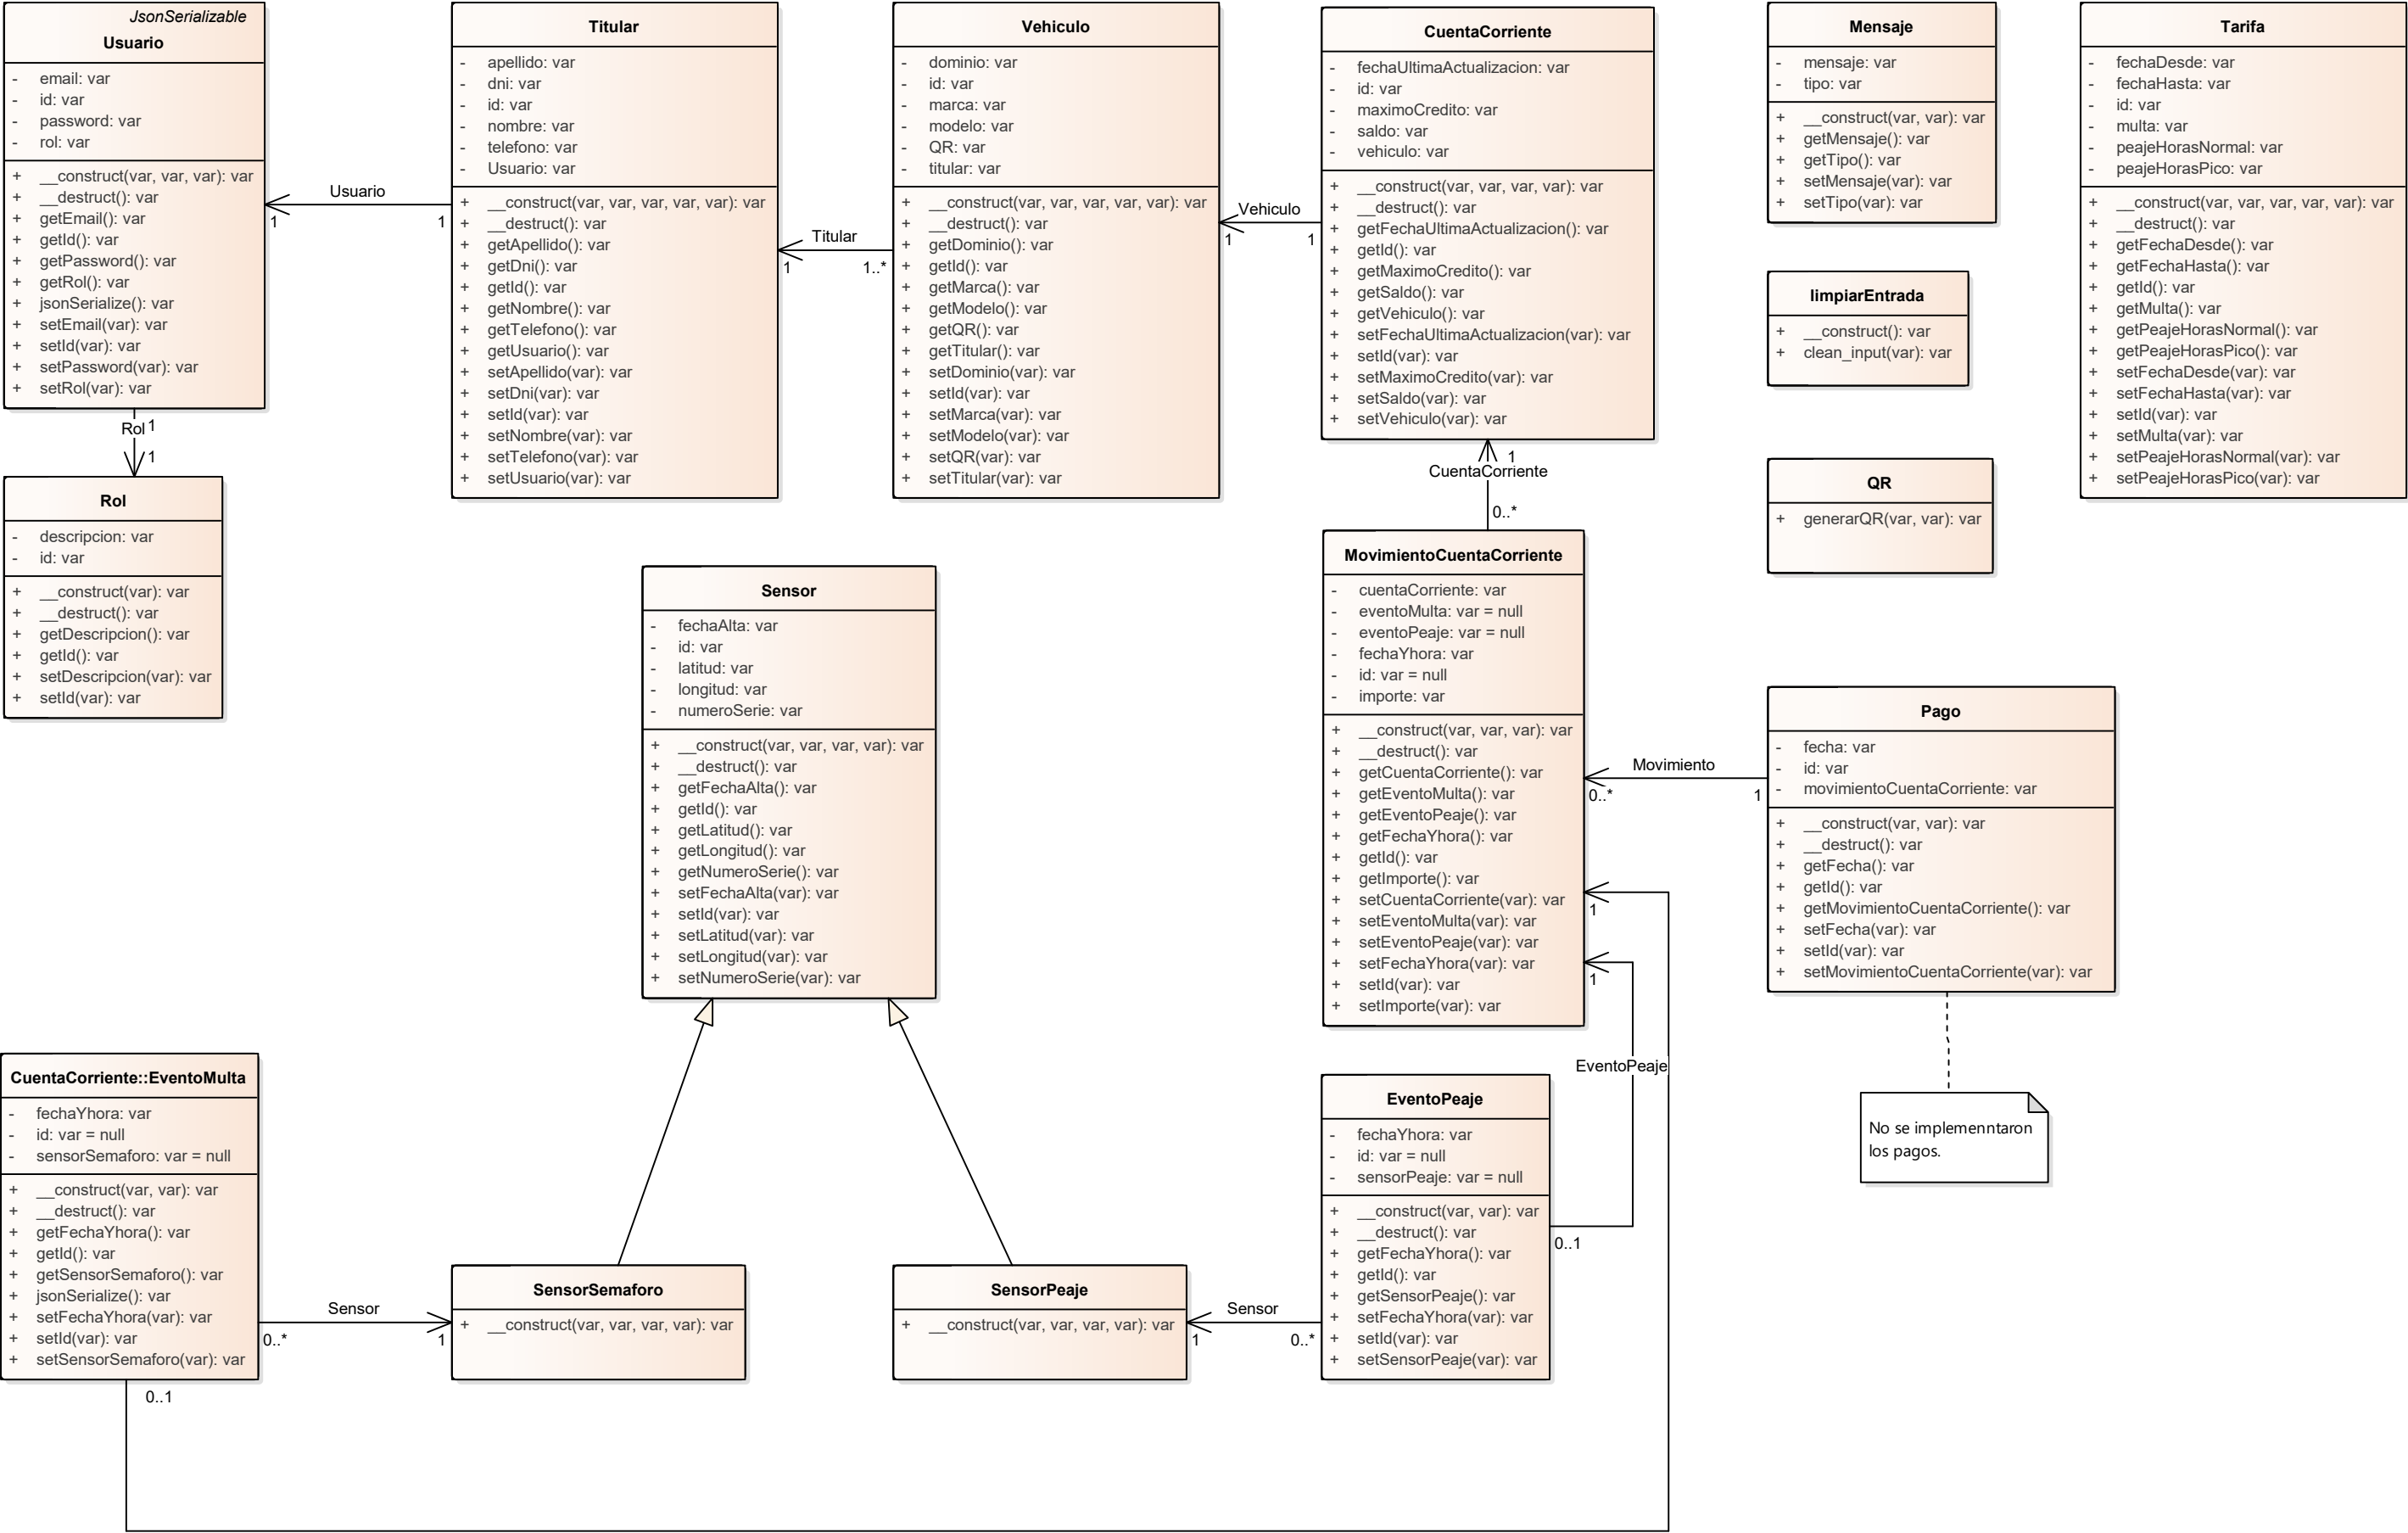 JsonSerializable
Usuario
- email: var
- id: var
- password: var
- rol: var
+ __construct(var, var, var): var
+ __destruct(): var
+ getEmail(): var
+ getId(): var
+ getPassword(): var
+ getRol(): var
+ jsonSerialize(): var
+ setEmail(var): var
+ setId(var): var
+ setPassword(var): var
+ setRol(var): var
Usuario
1
1
Titular
- apellido: var
- dni: var
- id: var
- nombre: var
- telefono: var
- Usuario: var
+ __construct(var, var, var, var, var): var
+ __destruct(): var
+ getApellido(): var
+ getDni(): var
+ getId(): var
+ getNombre(): var
+ getTelefono(): var
+ getUsuario(): var
+ setApellido(var): var
+ setDni(var): var
+ setId(var): var
+ setNombre(var): var
+ setTelefono(var): var
+ setUsuario(var): var
Titular
1
1..*
Vehiculo
- dominio: var
- id: var
- marca: var
- modelo: var
- QR: var
- titular: var
+ __construct(var, var, var, var, var): var
+ __destruct(): var
+ getDominio(): var
+ getId(): var
+ getMarca(): var
+ getModelo(): var
+ getQR(): var
+ getTitular(): var
+ setDominio(var): var
+ setId(var): var
+ setMarca(var): var
+ setModelo(var): var
+ setQR(var): var
+ setTitular(var): var
Vehiculo
1
1
CuentaCorriente
- fechaUltimaActualizacion: var
- id: var
- maximoCredito: var
- saldo: var
- vehiculo: var
+ __construct(var, var, var, var): var
+ __destruct(): var
+ getFechaUltimaActualizacion(): var
+ getId(): var
+ getMaximoCredito(): var
+ getSaldo(): var
+ getVehiculo(): var
+ setFechaUltimaActualizacion(var): var
+ setId(var): var
+ setMaximoCredito(var): var
+ setSaldo(var): var
+ setVehiculo(var): var
Mensaje
- mensaje: var
- tipo: var
+ __construct(var, var): var
+ getMensaje(): var
+ getTipo(): var
+ setMensaje(var): var
+ setTipo(var): var
limpiarEntrada
+ __construct(): var
+ clean_input(var): var
QR
+ generarQR(var, var): var
Tarifa
- fechaDesde: var
- fechaHasta: var
- id: var
- multa: var
- peajeHorasNormal: var
- peajeHorasPico: var
+ __construct(var, var, var, var, var): var
+ __destruct(): var
+ getFechaDesde(): var
+ getFechaHasta(): var
+ getId(): var
+ getMulta(): var
+ getPeajeHorasNormal(): var
+ getPeajeHorasPico(): var
+ setFechaDesde(var): var
+ setFechaHasta(var): var
+ setId(var): var
+ setMulta(var): var
+ setPeajeHorasNormal(var): var
+ setPeajeHorasPico(var): var
Rol
1
1
Rol
- descripcion: var
- id: var
+ __construct(var): var
+ __destruct(): var
+ getDescripcion(): var
+ getId(): var
+ setDescripcion(var): var
+ setId(var): var
Sensor
- fechaAlta: var
- id: var
- latitud: var
- longitud: var
- numeroSerie: var
+ __construct(var, var, var, var): var
+ __destruct(): var
+ getFechaAlta(): var
+ getId(): var
+ getLatitud(): var
+ getLongitud(): var
+ getNumeroSerie(): var
+ setFechaAlta(var): var
+ setId(var): var
+ setLatitud(var): var
+ setLongitud(var): var
+ setNumeroSerie(var): var
1
CuentaCorriente
0..*
MovimientoCuentaCorriente
- cuentaCorriente: var
- eventoMulta: var = null
- eventoPeaje: var = null
- fechaYhora: var
- id: var = null
- importe: var
+ __construct(var, var, var): var
+ __destruct(): var
+ getCuentaCorriente(): var
+ getEventoMulta(): var
+ getEventoPeaje(): var
+ getFechaYhora(): var
+ getId(): var
+ getImporte(): var
+ setCuentaCorriente(var): var
+ setEventoMulta(var): var
+ setEventoPeaje(var): var
+ setFechaYhora(var): var
+ setId(var): var
+ setImporte(var): var
Movimiento
0..*
1
1
1
Pago
- fecha: var
- id: var
- movimientoCuentaCorriente: var
+ __construct(var, var): var
+ __destruct(): var
+ getFecha(): var
+ getId(): var
+ getMovimientoCuentaCorriente(): var
+ setFecha(var): var
+ setId(var): var
+ setMovimientoCuentaCorriente(var): var
No se implemenntaron
los pagos.
EventoPeaje
CuentaCorriente::EventoMulta
- fechaYhora: var
- id: var = null
- sensorSemaforo: var = null
+ __construct(var, var): var
+ __destruct(): var
+ getFechaYhora(): var
+ getId(): var
+ getSensorSemaforo(): var
+ jsonSerialize(): var
+ setFechaYhora(var): var
+ setId(var): var
+ setSensorSemaforo(var): var
0..1
Sensor
0..*
1
SensorSemaforo
+ __construct(var, var, var, var): var
SensorPeaje
+ __construct(var, var, var, var): var
Sensor
1
0..*
EventoPeaje
- fechaYhora: var
- id: var = null
- sensorPeaje: var = null
+ __construct(var, var): var
+ __destruct(): var
+ getFechaYhora(): var
+ getId(): var
+ getSensorPeaje(): var
+ setFechaYhora(var): var
+ setId(var): var
+ setSensorPeaje(var): var
0..1